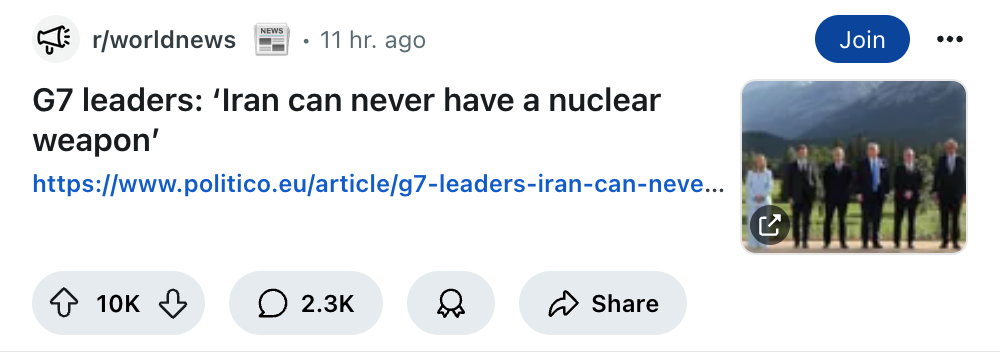 r/worldnews NEWS • 11 hr. ago Join •••
G7 leaders: ‘Iran can never have a nuclear
weapon’
https://www.politico.eu/article/g7-leaders-iran-can-neve...
10K 2.3K Share